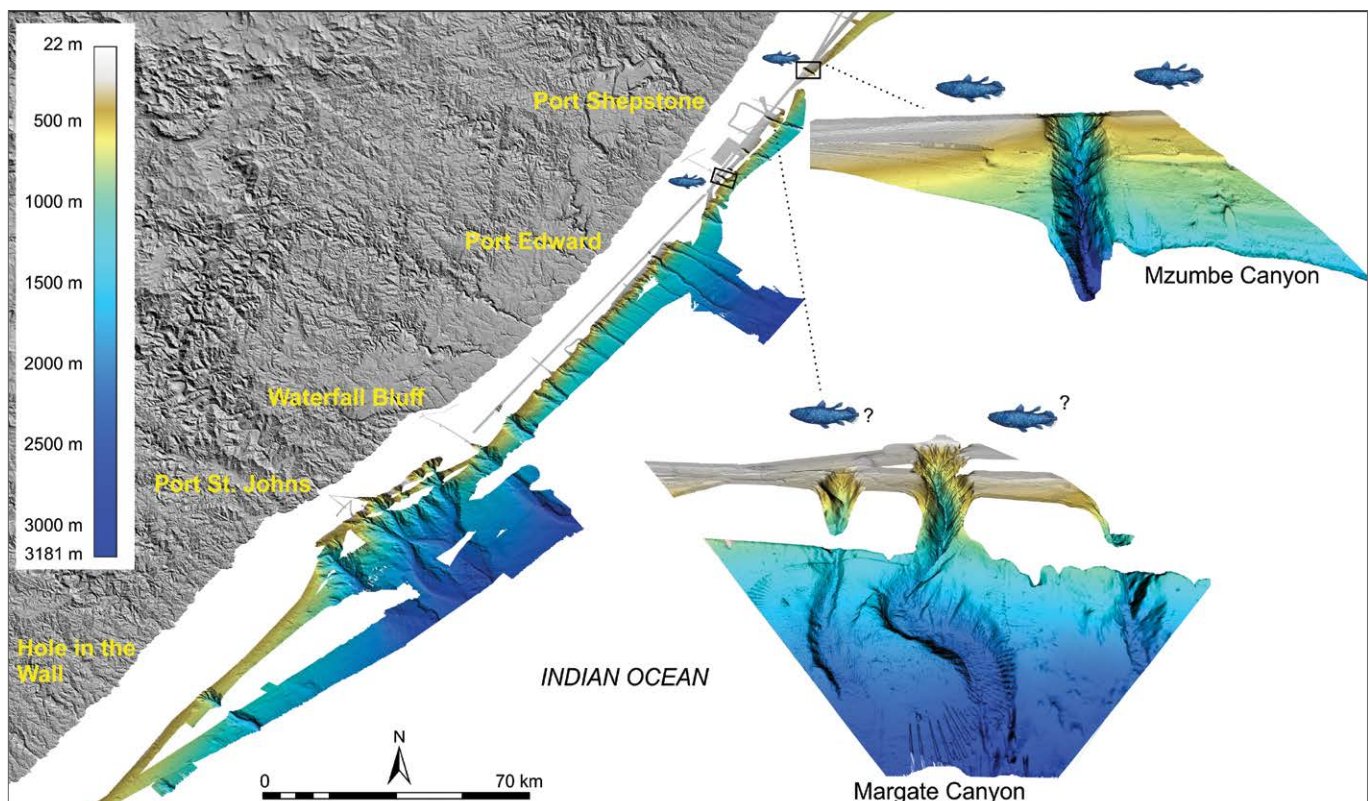 22 m
500 m
1000 m
1500 m
2000 m
2500 m
3000 m
3181 m
Port Shepstone
Port Edward
Waterfall Bluff
Port St. Johns
Hole in the
Wall
Mzumbe Canyon
?
?
INDIAN OCEAN
N
0
70 km
Margate Canyon